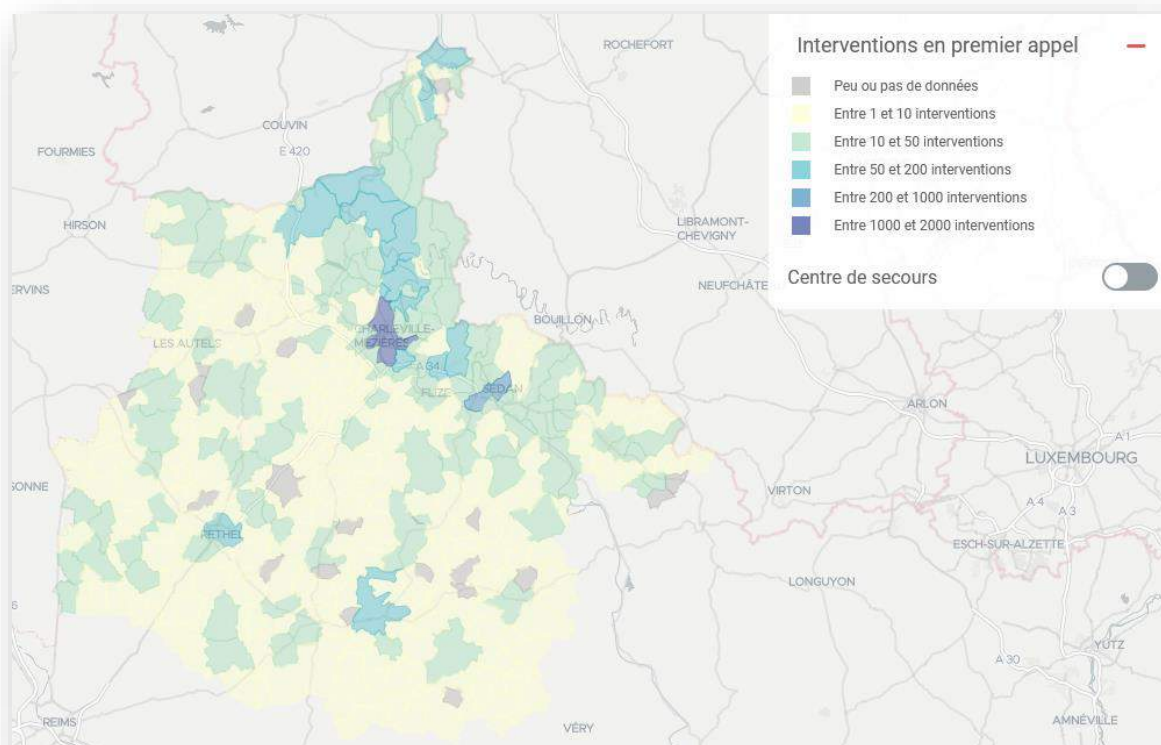 Interventions en premier appel
Peu ou pas de données
Entre 1 et 10 interventions
Entre 10 et 50 interventions
Entre 50 et 200 interventions
Entre 200 et 1000 interventions
Entre 1000 et 2000 interventions
Centre de secours
ROCHEFORT
COUVIN
FOURMIES
E 420
HIRSON
LIBRAMONT-
CHEVIGNY
NEUFCHÂTE
ERVINS
BOUILLON
CHARLEVILLE-
MÉZIÈRES
LES AUTELS
A 34
FLIZE
SEDAN
ARLON
A 1
LUXEMBOURG
SONNE
VIRTON
A 4
A 3
RETHEL
ESCH-SUR-ALZETTE
LONGUYON
6
YUTZ
A 30
REIMS
VÉRY
AMNÉVILLE